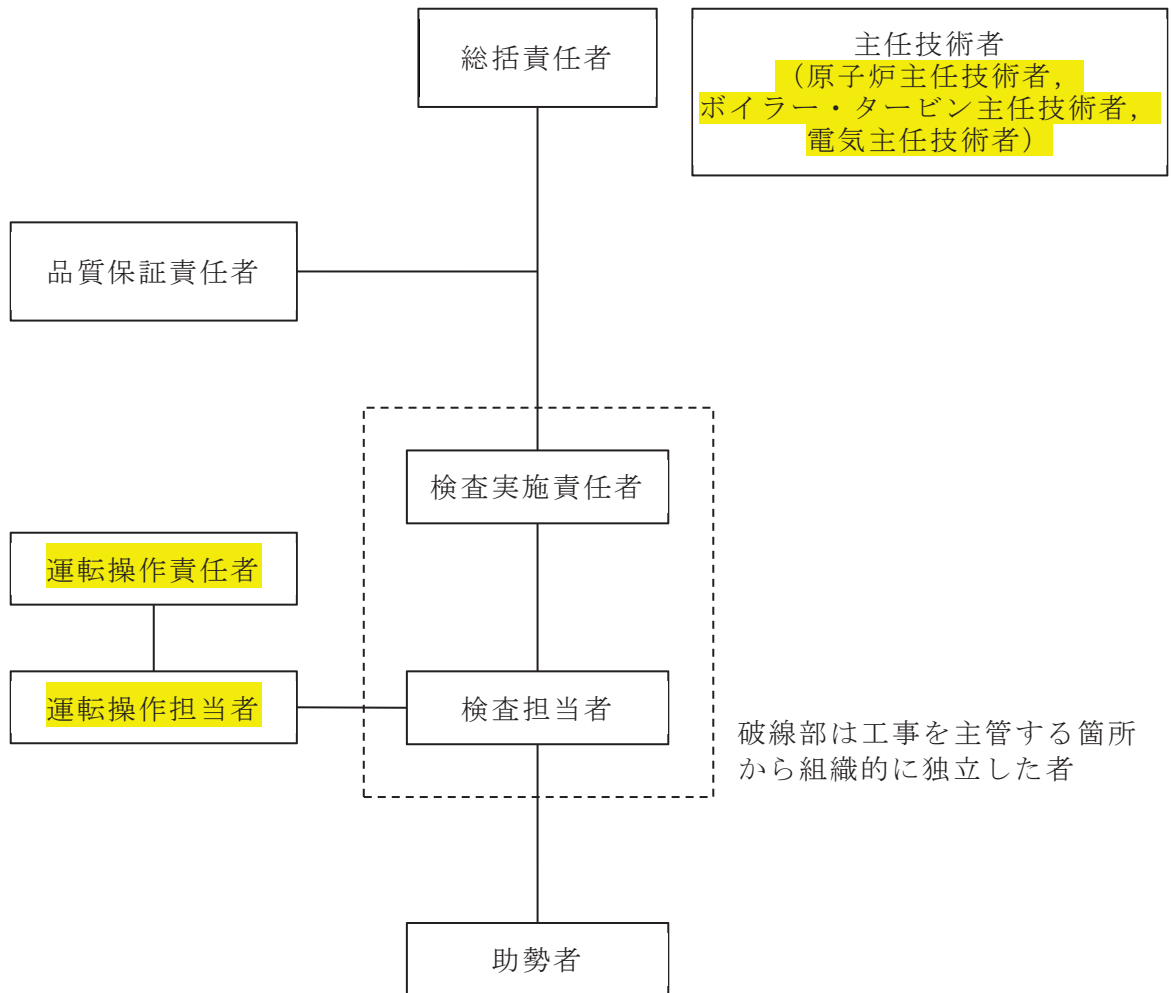 総括責任者
主任技術者
（原子炉主任技術者，
ボイラー・タービン主任技術者，
電気主任技術者）
品質保証責任者
検査実施責任者
運転操作責任者
運転操作担当者
検査担当者
破線部は工事を主管する箇所
から組織的に独立した者
助勢者